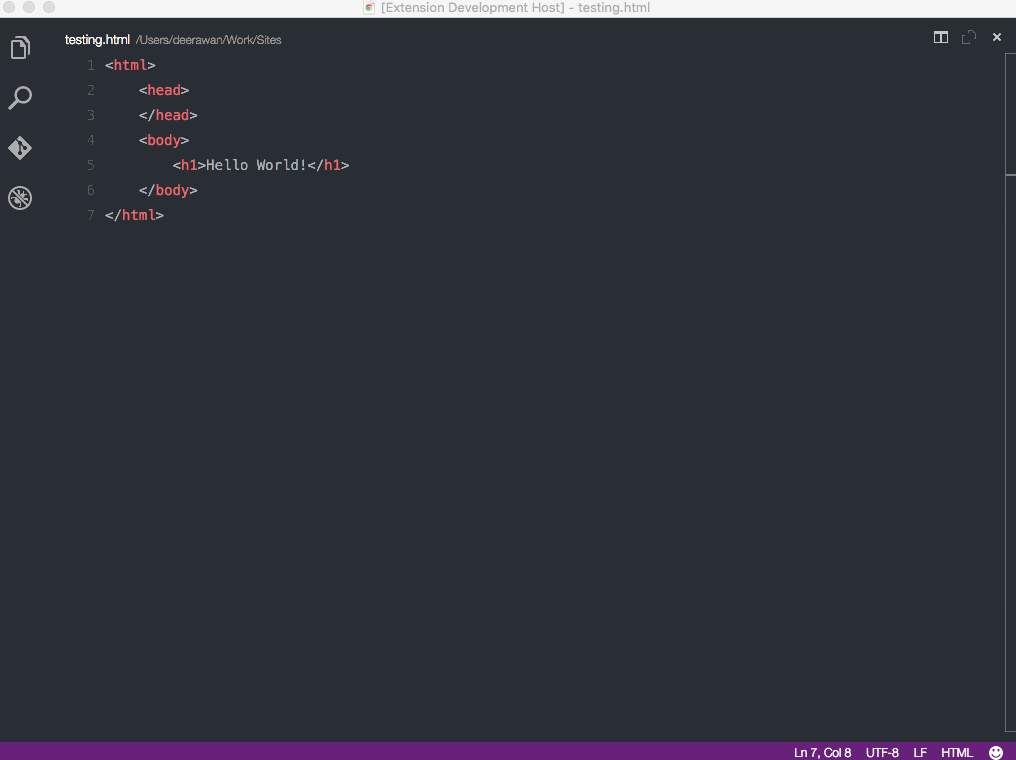 [Extension Development Host] - testing.html
testing.html /Users/deerawan/Work/Sites
1 <html>
2     <head>
3     </head>
4     <body>
5         <h1>Hello World!</h1>
6     </body>
7 </html>
Ln 7, Col 8 UTF-8 LF HTML